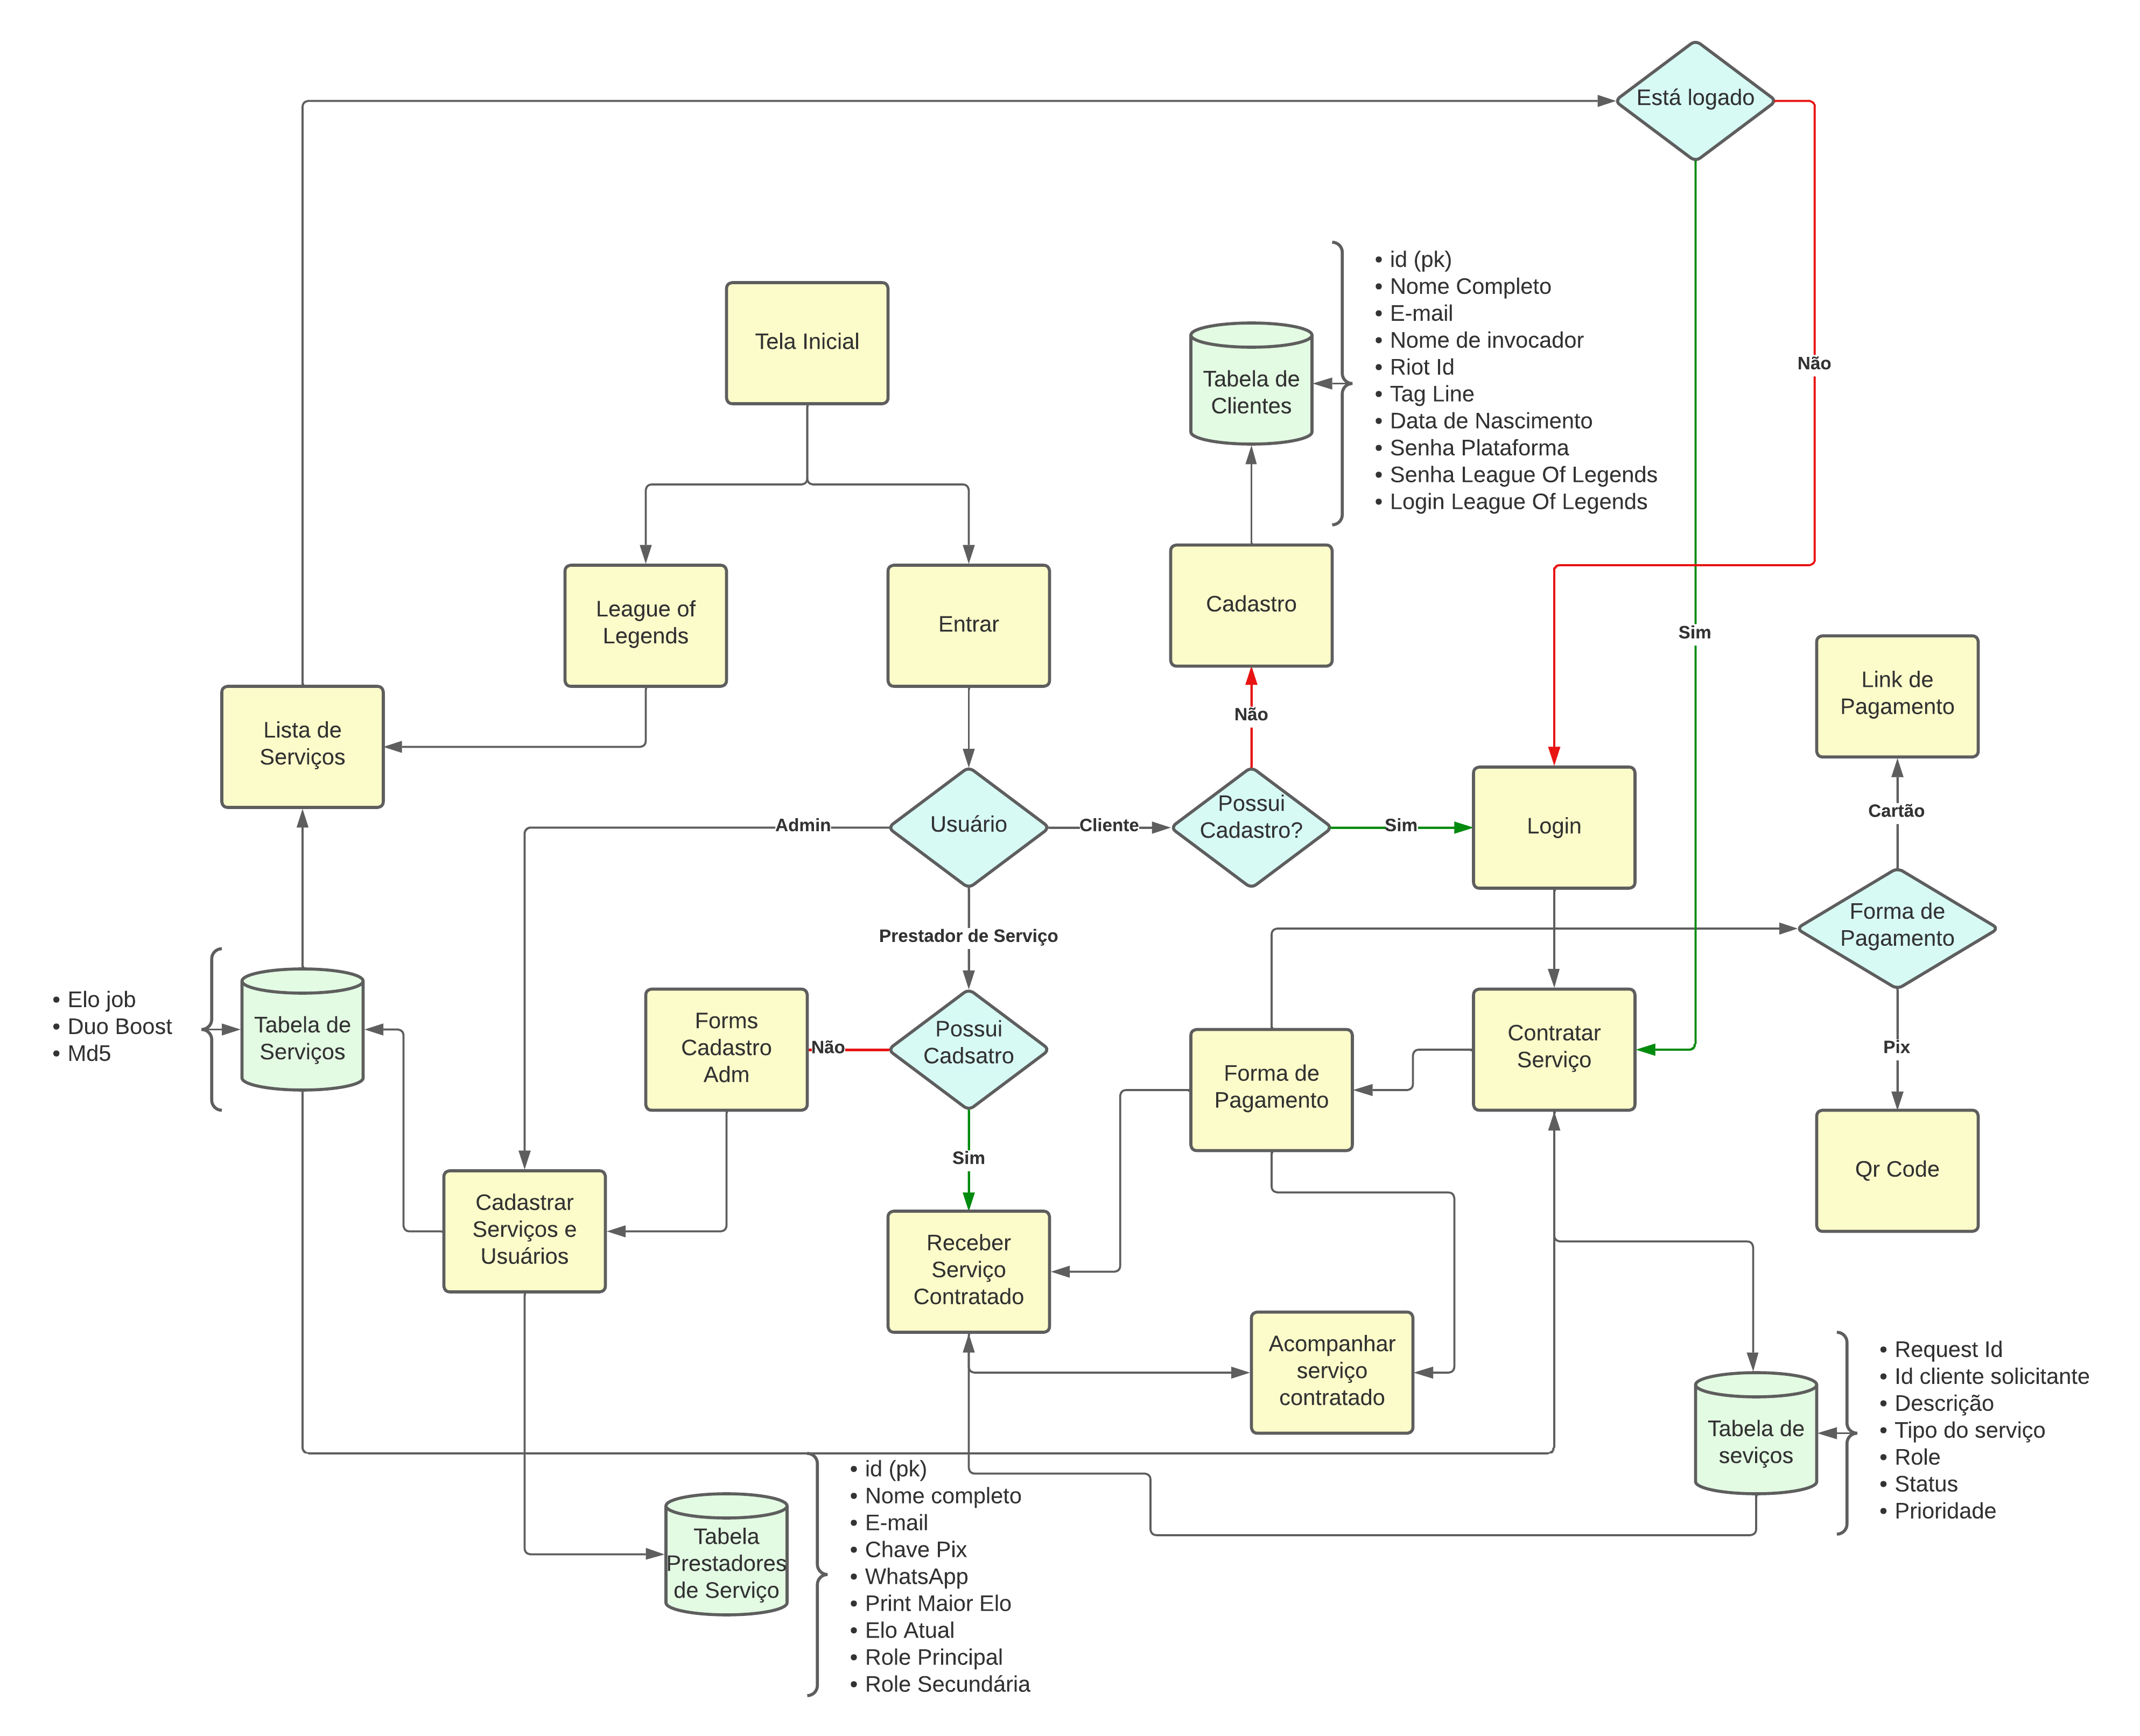 Está logado
Não
Sim
Tela Inicial
Tabela de
Clientes
• id (pk)
• Nome Completo
• E-mail
• Nome de invocador
• Riot Id
• Tag Line
• Data de Nascimento
• Senha Plataforma
• Senha League Of Legends
• Login League Of Legends
League of
Legends
Entrar
Cadastro
Lista de
Serviços
Não
Link de
Pagamento
Admin
Usuário
Cliente
Possui
Cadastro?
Sim
Login
Cartão
Prestador de Serviço
Forma de
Pagamento
• Elo job
• Duo Boost
• Md5
Tabela de
Serviços
Forms
Cadastro
Adm
Não
Possui
Cadsatro
Contratar
Serviço
Pix
Forma de
Pagamento
Sim
Qr Code
Cadastrar
Serviços e
Usuários
Receber
Serviço
Contratado
Acompanhar
serviço
contratado
Tabela de
seviços
• Request Id
• Id cliente solicitante
• Descrição
• Tipo do serviço
• Role
• Status
• Prioridade
Tabela
Prestadores
de Serviço
• id (pk)
• Nome completo
• E-mail
• Chave Pix
• WhatsApp
• Print Maior Elo
• Elo Atual
• Role Principal
• Role Secundária